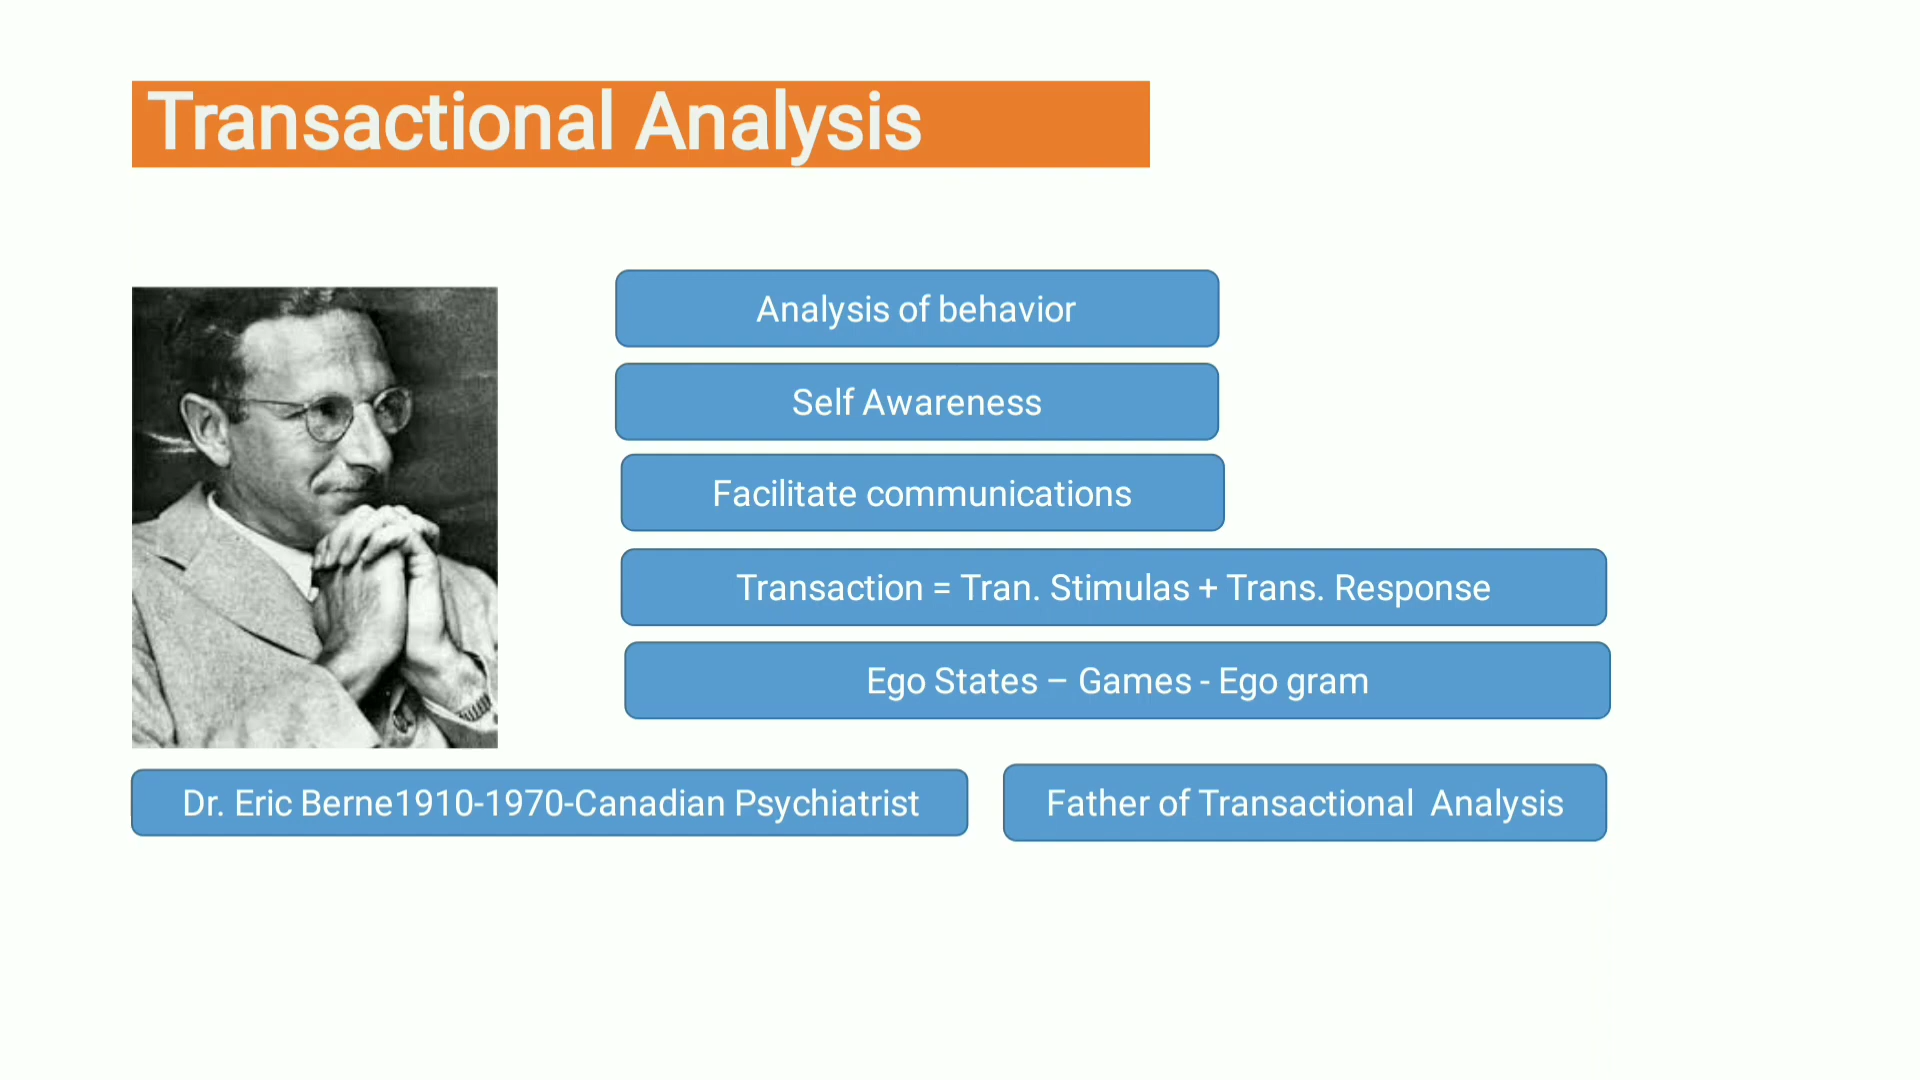 Transactional Analysis
Analysis of behavior
Self Awareness
Facilitate communications
Transaction = Tran. Stimulas + Trans. Response
Ego States – Games - Ego gram
Dr. Eric Berne1910-1970-Canadian Psychiatrist
Father of Transactional  Analysis